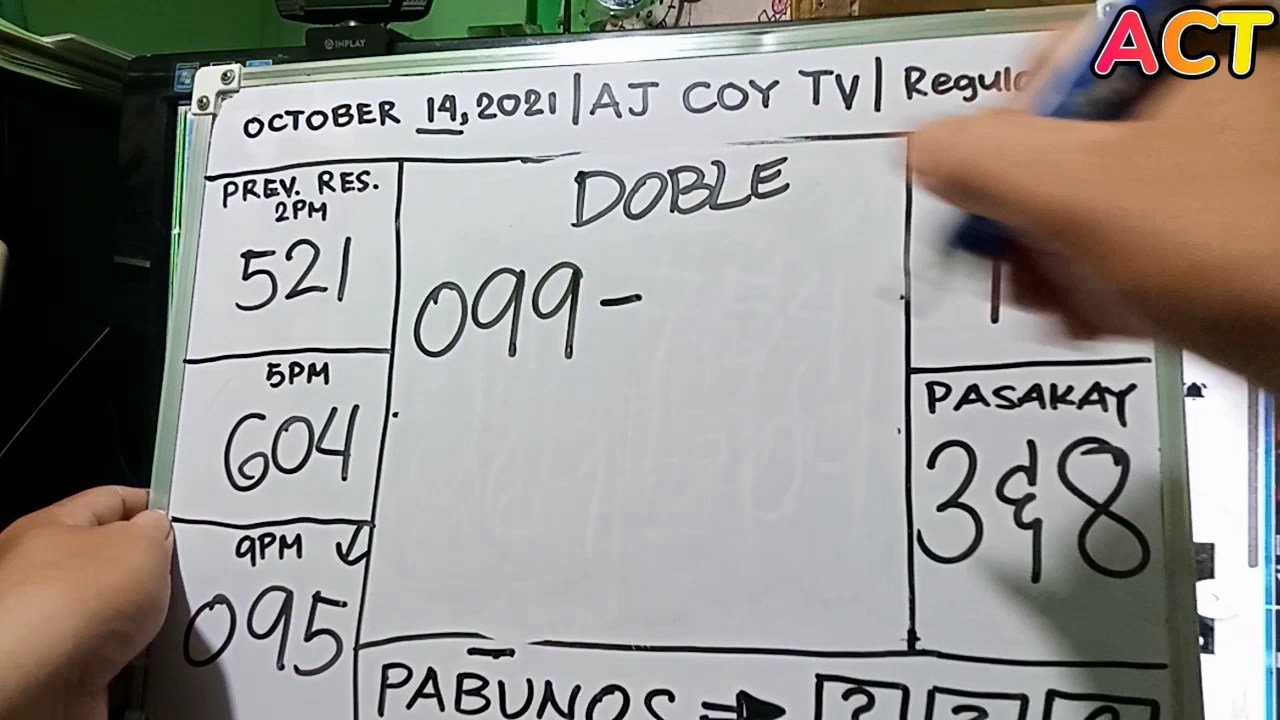 ACT
INPLAY
OCTOBER 14, 2021 | AJ COY TV |
PREV. RES.
2PM
521
5PM
604
9PM ✓
095
DOBLE
099 -
PASAKAY
3 & 8
PABUNOS → ? ?